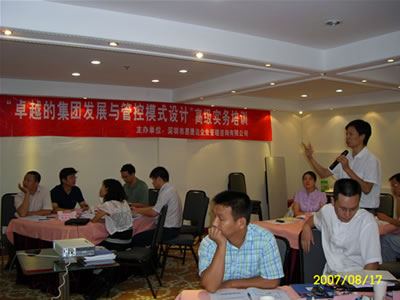 “卓越的集团发展与管控模式设计”高级实务培训
主办单位：深圳市
企业管理咨询有限公司
2007/08/17